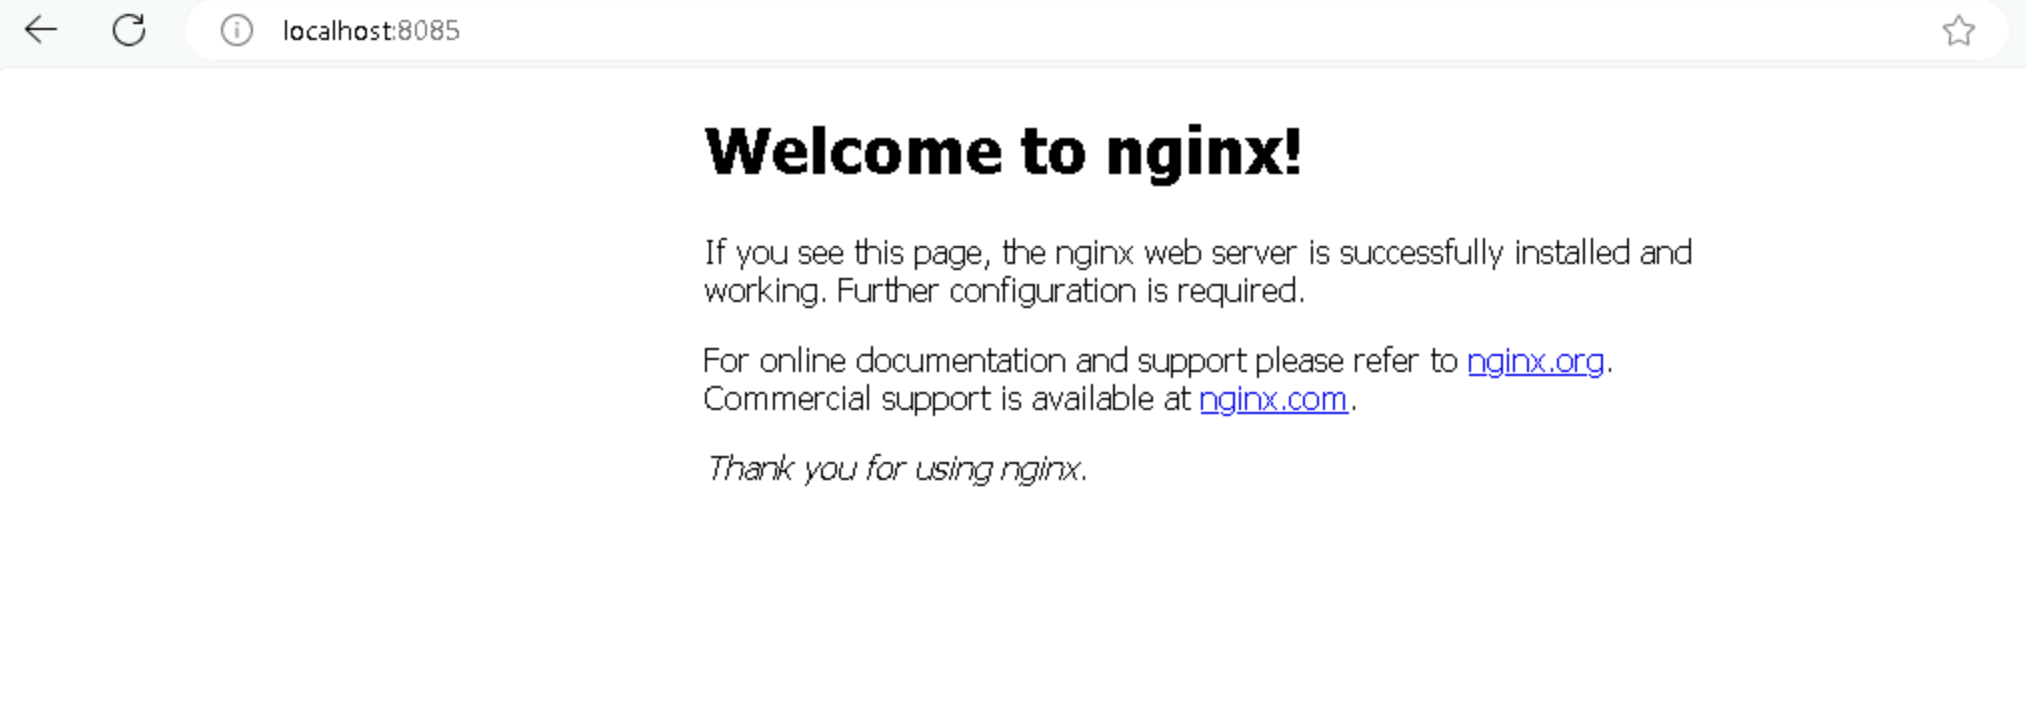 localhost:8085
Welcome to nginx!
If you see this page, the nginx web server is successfully installed and
working. Further configuration is required.
For online documentation and support please refer to nginx.org.
Commercial support is available at nginx.com.
Thank you for using nginx.